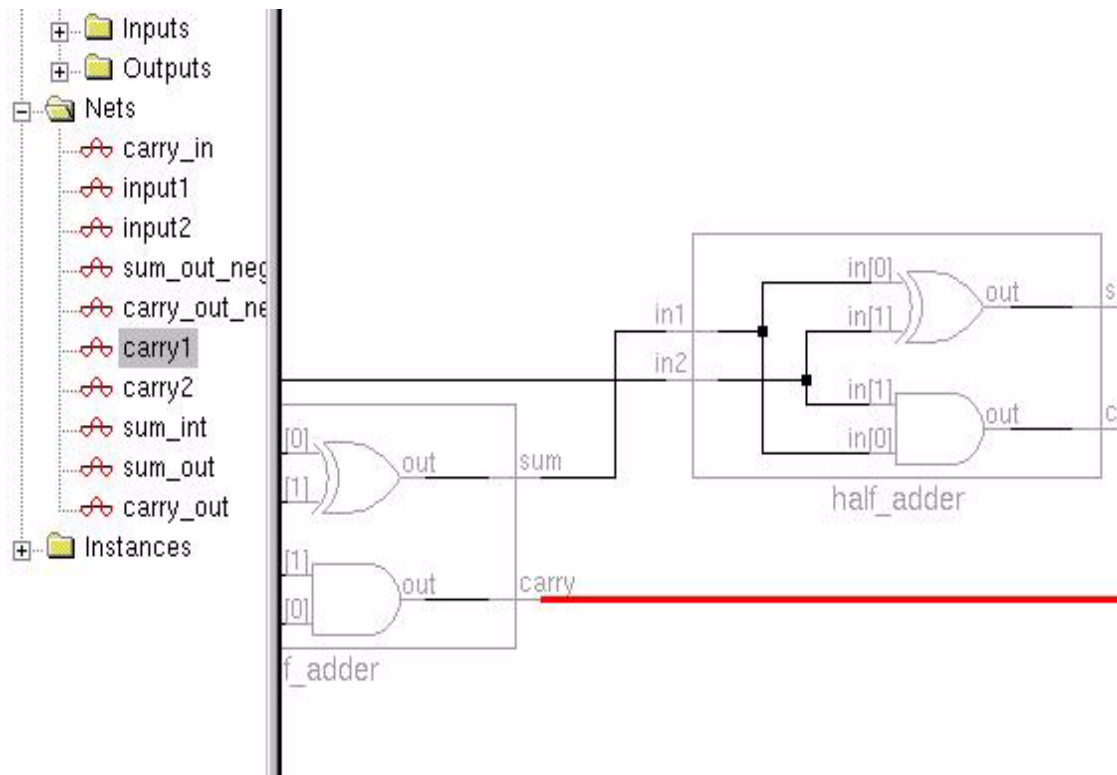 Inputs
Outputs
Nets
carry_in
input1
input2
sum_out_neg
carry_out_ne
carry1
carry2
sum_int
sum_out
carry_out
Instances
in1
in2
in[0]
in[1]
out
s
in[1]
in[0]
out
c
half_adder
[0]
[1]
out
sum
[1]
[0]
out
carry
f_adder